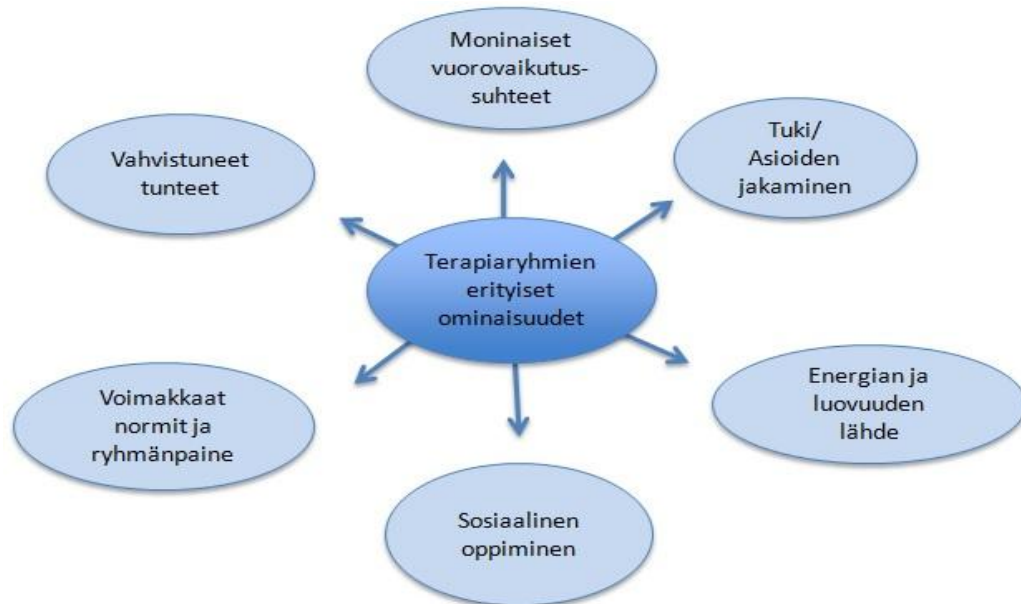 Moninaiset
vuorovaikutus-
suhteet
Vahvistuneet
tunteet
Tuki/
Asioiden
jakaminen
Terapiaryhmien
erityiset
ominaisuudet
Voimakkaat
normit ja
ryhmänpaine
Energian ja
luovuuden
lähde
Sosiaalinen
oppiminen